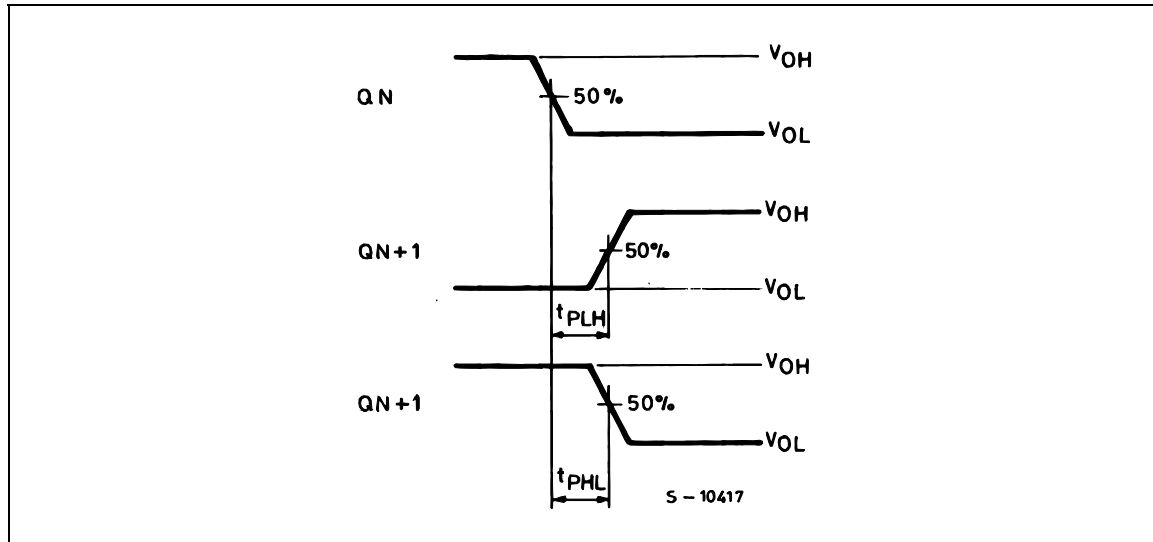 VOH
QN
50%
VOL
VOH
QN+1
50%
VOL
tPLH
VOH
QN+1
50%
VOL
tPHL
S - 10417